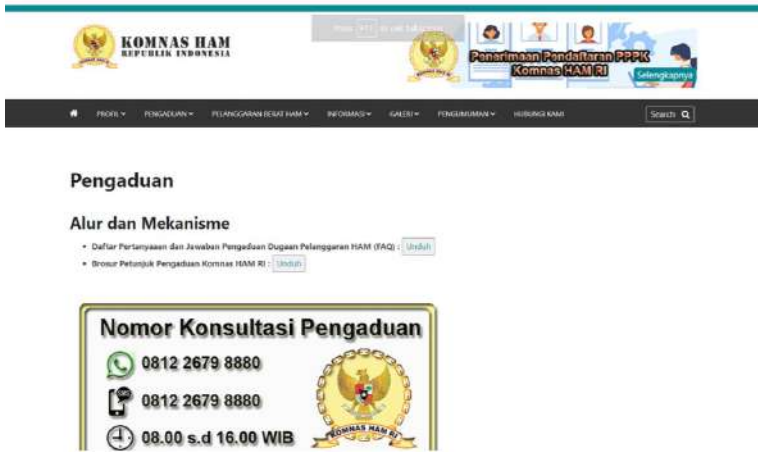 KOMNAS HAM
REPUBLIK INDONESIA
Penerimaan Pendaftaran PPPK
Komnas HAM RI
Selengkapnya
PROFIL
PENGADUAN
PELANGGARAN BERAT HAM
INFORMASI
GALERI
PENGUMUMAN
HUBUNGI KAMI
Search
Pengaduan
Alur dan Mekanisme
Daftar Pertanyaaan dan Jawaban Pengaduan Dugaan Pelanggaran HAM (FAQ) : Unduh
Brosur Petunjuk Pengaduan Komnas HAM RI : Unduh
Nomor Konsultasi Pengaduan
0812 2679 8880
0812 2679 8880
08.00 s.d 16.00 WIB
KOMNAS HAM RI